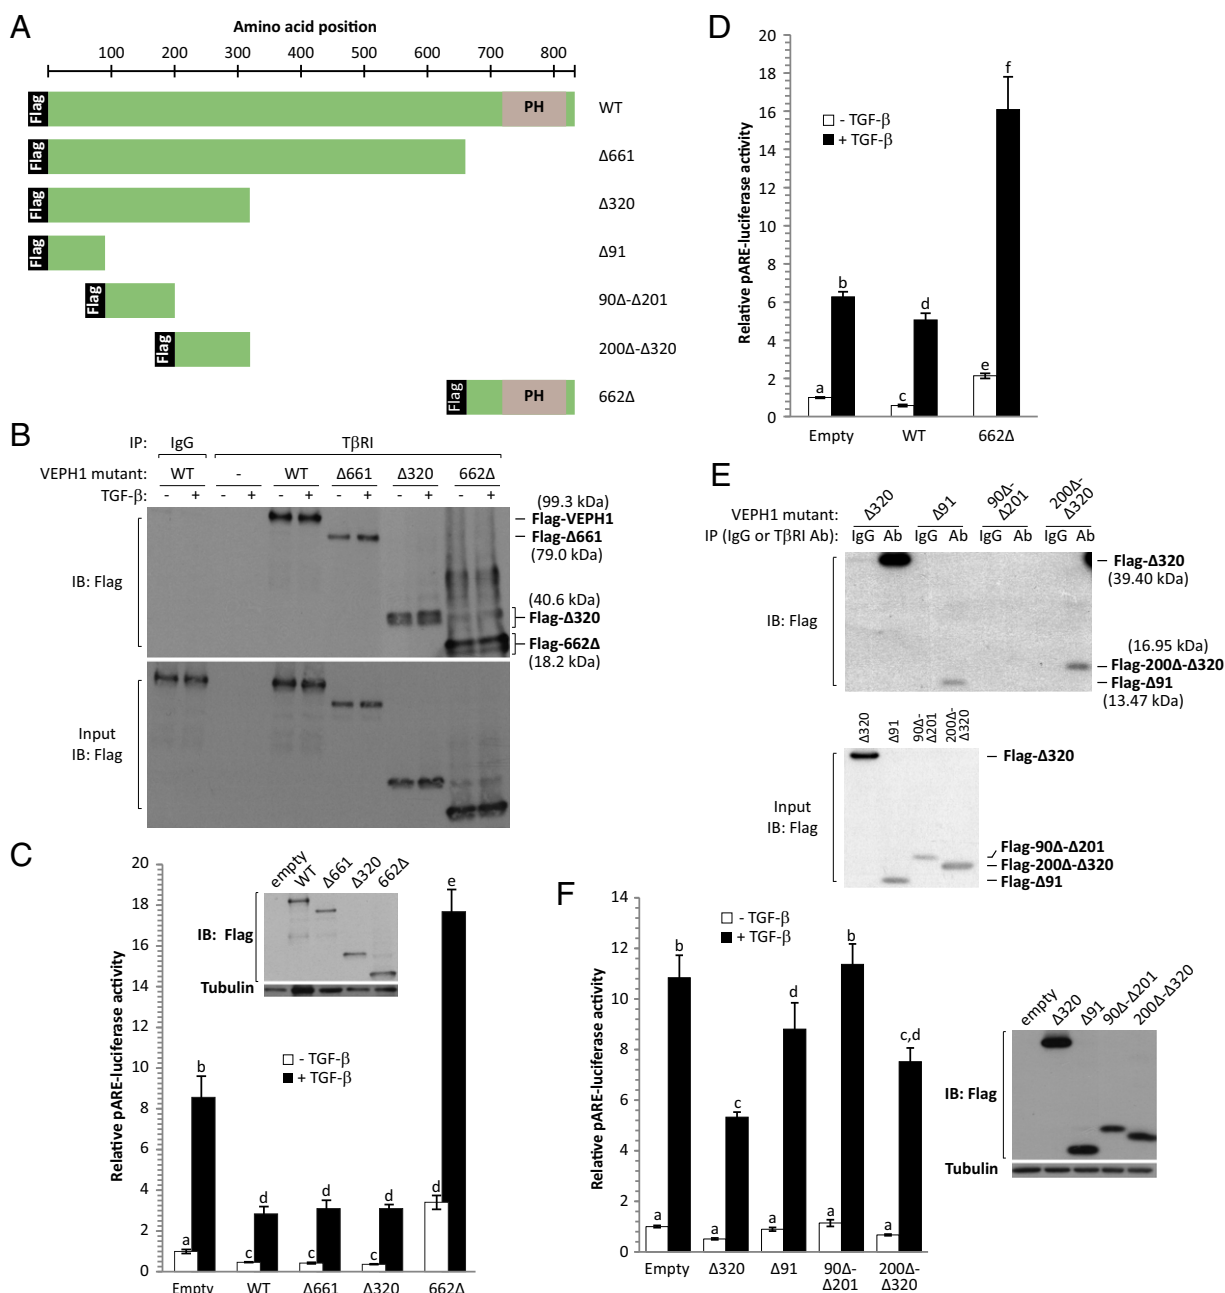 A
Amino acid position
100 200 300 400 500 600 700 800
Flag PH WT
Flag Δ661
Flag Δ320
Flag Δ91
Flag 90Δ-Δ201
Flag 200Δ-Δ320
Flag PH 662Δ
B
IP: IgG TβRI
VEPH1 mutant: WT - WT Δ661 Δ320 662Δ
TGF-β: - + - + - + - + - + - +
IB: Flag
(99.3 kDa)
Flag-VEPH1
Flag-Δ661
(79.0 kDa)
(40.6 kDa)
Flag-Δ320
Flag-662Δ
(18.2 kDa)
Input
IB: Flag
C
Relative pARE-luciferase activity
20
18
16
14
12
10
8
6
4
2
0
empty WT Δ661 Δ320 662Δ
IB: Flag
Tubulin
- TGF-β
+ TGF-β
a b c d c d c d d e
Empty WT Δ661 Δ320 662Δ
D
Relative pARE-luciferase activity
20
18
16
14
12
10
8
6
4
2
0
- TGF-β
+ TGF-β
a b c d e f
Empty WT 662Δ
E
VEPH1 mutant: Δ320 Δ91 90Δ-Δ201 200Δ-Δ320
IP (IgG or TβRI Ab): IgG Ab IgG Ab IgG Ab IgG Ab
IB: Flag
Flag-Δ320
(39.40 kDa)
(16.95 kDa)
Flag-200Δ-Δ320
Flag-Δ91
(13.47 kDa)
Δ320 Δ91 90Δ-Δ201 200Δ-Δ320
Input
IB: Flag
Flag-Δ320
Flag-90Δ-Δ201
Flag-200Δ-Δ320
Flag-Δ91
F
Relative pARE-luciferase activity
14
12
10
8
6
4
2
0
- TGF-β
+ TGF-β
a b a c a d a b a c,d
Empty Δ320 Δ91 90Δ-Δ201 200Δ-Δ320
empty Δ320 Δ91 90Δ-Δ201 200Δ-Δ320
IB: Flag
Tubulin